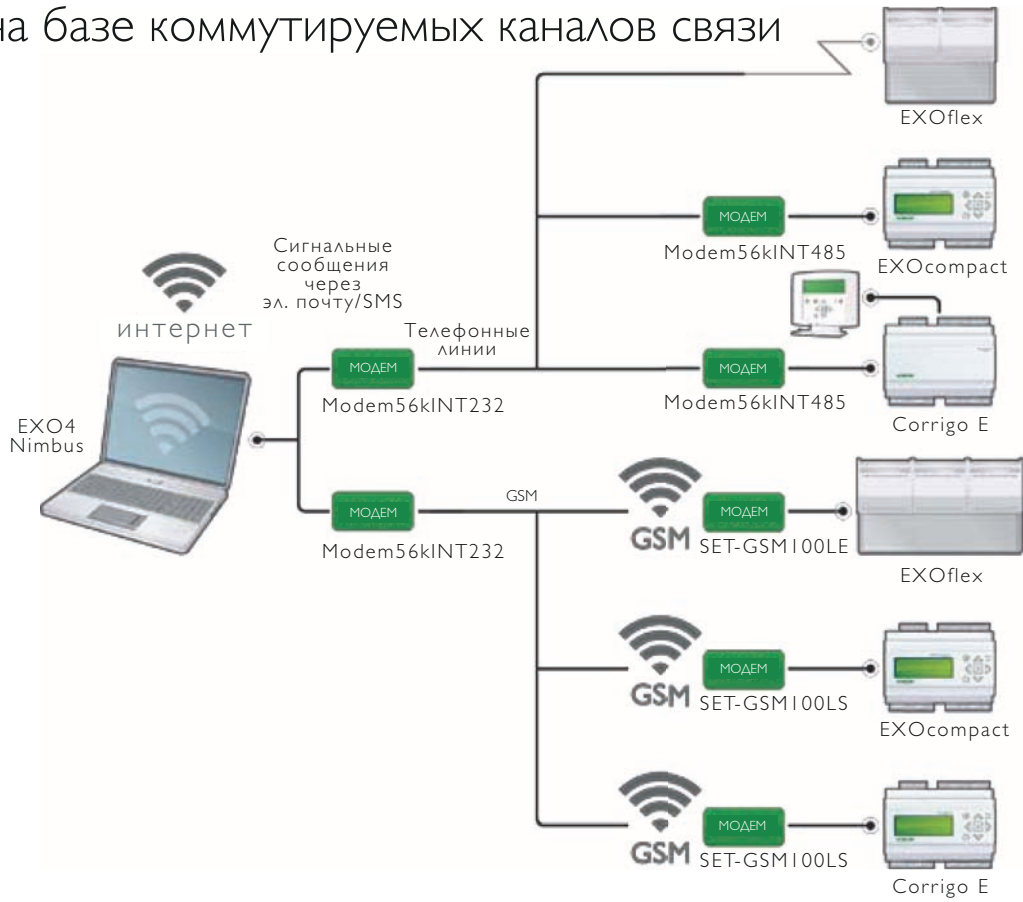 на базе коммутируемых каналов связи
EXOflex
МОДЕМ
Modem56kINT485
EXOcompact
Сигнальные
сообщения
через
эл. почту/SMS
интернет
Телефонные
линии
МОДЕМ
Modem56kINT232
МОДЕМ
Modem56kINT485
Corrigo E
EXO4
Nimbus
МОДЕМ
Modem56kINT232
GSM
GSM
МОДЕМ
SET-GSM100LE
EXOflex
GSM
МОДЕМ
SET-GSM100LS
EXOcompact
GSM
МОДЕМ
SET-GSM100LS
Corrigo E